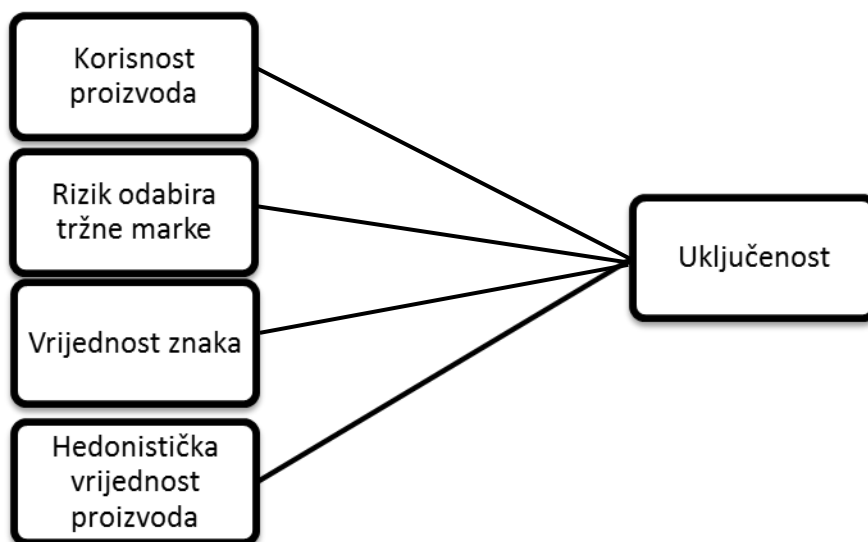 Korisnost
proizvoda
Rizik odabira
tržne marke
Vrijednost znaka
Hedonistička
vrijednost
proizvoda
Uključenost